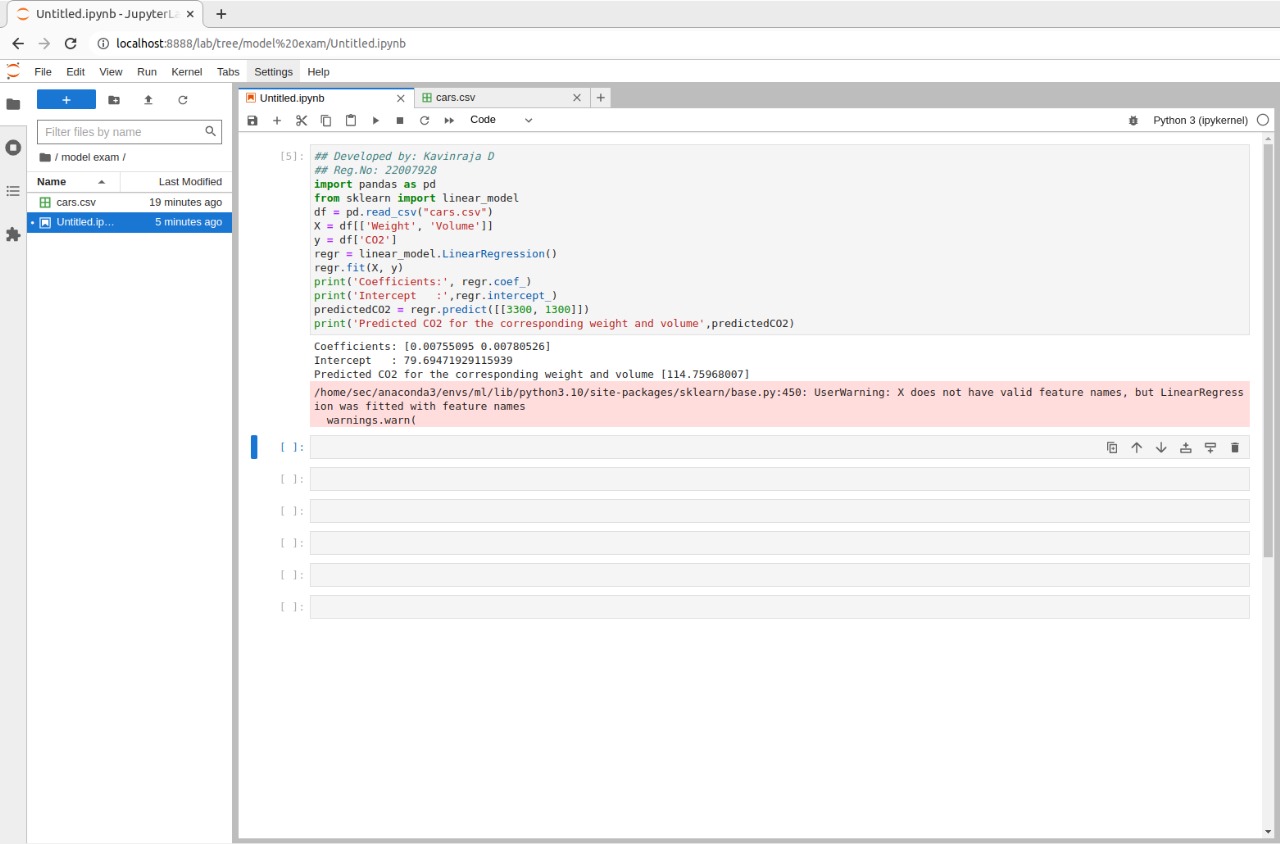 Untitled.ipynb - JupyterLa
localhost:8888/lab/tree/model%20exam/Untitled.ipynb
File Edit View Run Kernel Tabs Settings Help
Filter files by name
/ model exam /
Name Last Modified
cars.csv 19 minutes ago
Untitled.ip... 5 minutes ago
Untitled.ipynb cars.csv
Code Python 3 (ipykernel)
[5]: ## Developed by: Kavinraja D
## Reg.No: 22007928
import pandas as pd
from sklearn import linear_model
df = pd.read_csv("cars.csv")
X = df[['Weight', 'Volume']]
y = df['CO2']
regr = linear_model.LinearRegression()
regr.fit(X, y)
print('Coefficients:', regr.coef_)
print('Intercept   :',regr.intercept_)
predictedCO2 = regr.predict([[3300, 1300]])
print('Predicted CO2 for the corresponding weight and volume',predictedCO2)
Coefficients: [0.00755095 0.00780526]
Intercept   : 79.69471929115939
Predicted CO2 for the corresponding weight and volume [114.75968007]
/home/sec/anaconda3/envs/ml/lib/python3.10/site-packages/sklearn/base.py:450: UserWarning: X does not have valid feature names, but LinearRegress
ion was fitted with feature names
  warnings.warn(
[ ]:
[ ]:
[ ]:
[ ]:
[ ]:
[ ]: